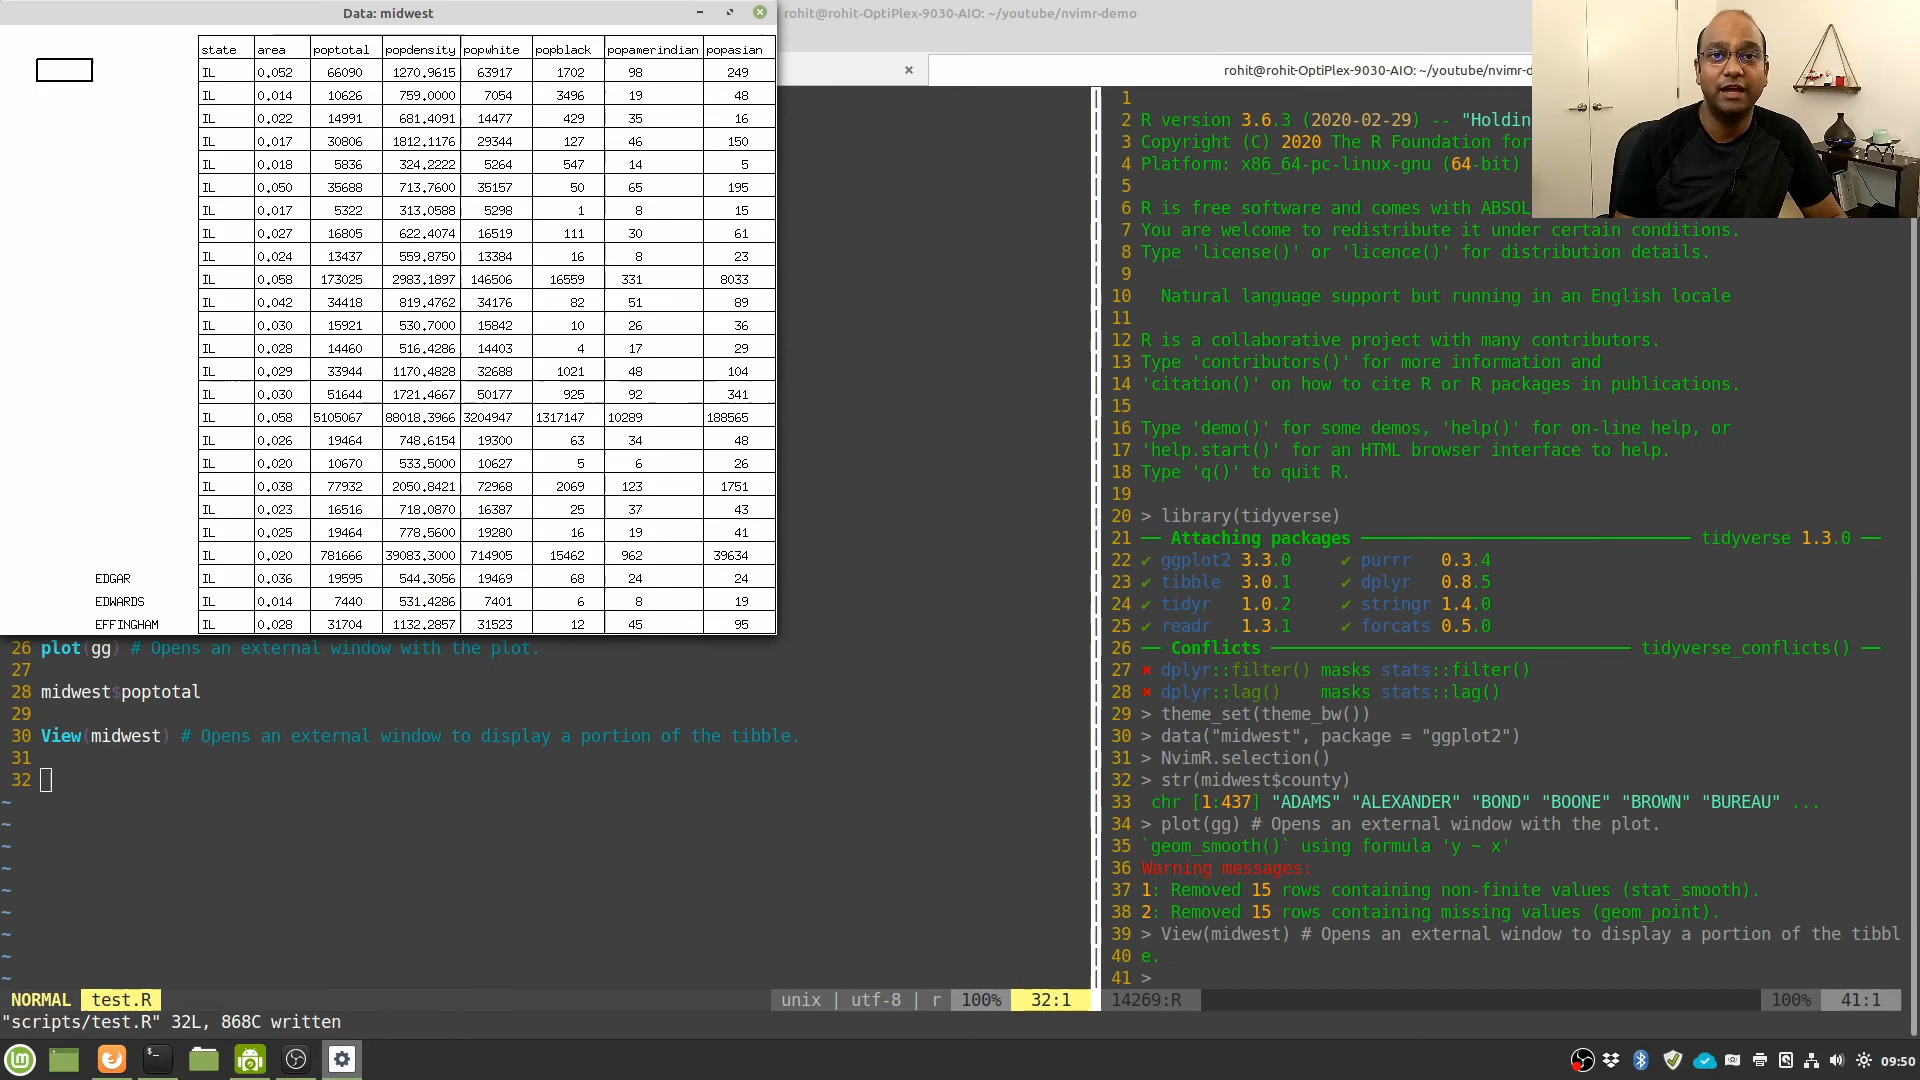 Data: midwest
rohit@rohit-OptiPlex-9030-AIO: ~/youtube/nvimr-demo
rohit@rohit-OptiPlex-9030-AIO: ~/youtube/nvimr-d
state area poptotal popdensity popwhite popblack popamerindian popasian
IL 0.052 66090 1270.9615 63917 1702 98 249
IL 0.014 10626 759.0000 7054 3496 19 48
IL 0.022 14991 681.4091 14477 429 35 16
IL 0.017 30806 1812.1176 29344 127 46 150
IL 0.018 5836 324.2222 5264 547 14 5
IL 0.050 35688 713.7600 35157 50 65 195
IL 0.017 5322 313.0588 5298 1 8 15
IL 0.027 16805 622.4074 16519 111 30 61
IL 0.024 13437 559.8750 13384 16 8 23
IL 0.058 173025 2983.1897 146506 16559 331 8033
IL 0.042 34418 819.4762 34176 82 51 89
IL 0.030 15921 530.7000 15842 10 26 36
IL 0.028 14460 516.4286 14403 4 17 29
IL 0.029 33944 1170.4828 32688 1021 48 104
IL 0.030 51644 1721.4667 50177 925 92 341
IL 0.058 5105067 88018.3966 3204947 1317147 10289 188565
IL 0.026 19464 748.6154 19300 63 34 48
IL 0.020 10670 533.5000 10627 5 6 26
IL 0.038 77932 2050.8421 72968 2069 123 1751
IL 0.023 16516 718.0870 16387 25 37 43
IL 0.025 19464 778.5600 19280 16 19 41
IL 0.020 781666 39083.3000 714905 15462 962 39634
EDGAR IL 0.036 19595 544.3056 19469 68 24 24
EDWARDS IL 0.014 7440 531.4286 7401 6 8 19
EFFINGHAM IL 0.028 31704 1132.2857 31523 12 45 95
26 plot(gg) # Opens an external window with the plot.
27
28 midwest$poptotal
29
30 View(midwest) # Opens an external window to display a portion of the tibble.
31
32
~
~
~
~
~
~
~
~
~
NORMAL test.R unix | utf-8 | r 100% 32:1
"scripts/test.R" 32L, 868C written
1
2 R version 3.6.3 (2020-02-29) -- "Holdin
3 Copyright (C) 2020 The R Foundation for
4 Platform: x86_64-pc-linux-gnu (64-bit)
5
6 R is free software and comes with ABSOL
7 You are welcome to redistribute it under certain conditions.
8 Type 'license()' or 'licence()' for distribution details.
9
10 Natural language support but running in an English locale
11
12 R is a collaborative project with many contributors.
13 Type 'contributors()' for more information and
14 'citation()' on how to cite R or R packages in publications.
15
16 Type 'demo()' for some demos, 'help()' for on-line help, or
17 'help.start()' for an HTML browser interface to help.
18 Type 'q()' to quit R.
19
20 > library(tidyverse)
21 ── Attaching packages ── tidyverse 1.3.0 ──
22 ✔ ggplot2 3.3.0 ✔ purrr 0.3.4
23 ✔ tibble 3.0.1 ✔ dplyr 0.8.5
24 ✔ tidyr 1.0.2 ✔ stringr 1.4.0
25 ✔ readr 1.3.1 ✔ forcats 0.5.0
26 ── Conflicts ── tidyverse_conflicts() ──
27 ✖ dplyr::filter() masks stats::filter()
28 ✖ dplyr::lag() masks stats::lag()
29 > theme_set(theme_bw())
30 > data("midwest", package = "ggplot2")
31 > NvimR.selection()
32 > str(midwest$county)
33 chr [1:437] "ADAMS" "ALEXANDER" "BOND" "BOONE" "BROWN" "BUREAU" ...
34 > plot(gg) # Opens an external window with the plot.
35 `geom_smooth()` using formula 'y ~ x'
36 Warning messages:
37 1: Removed 15 rows containing non-finite values (stat_smooth).
38 2: Removed 15 rows containing missing values (geom_point).
39 > View(midwest) # Opens an external window to display a portion of the tibbl
40 e.
41 >
14269:R 100% 41:1
09:50